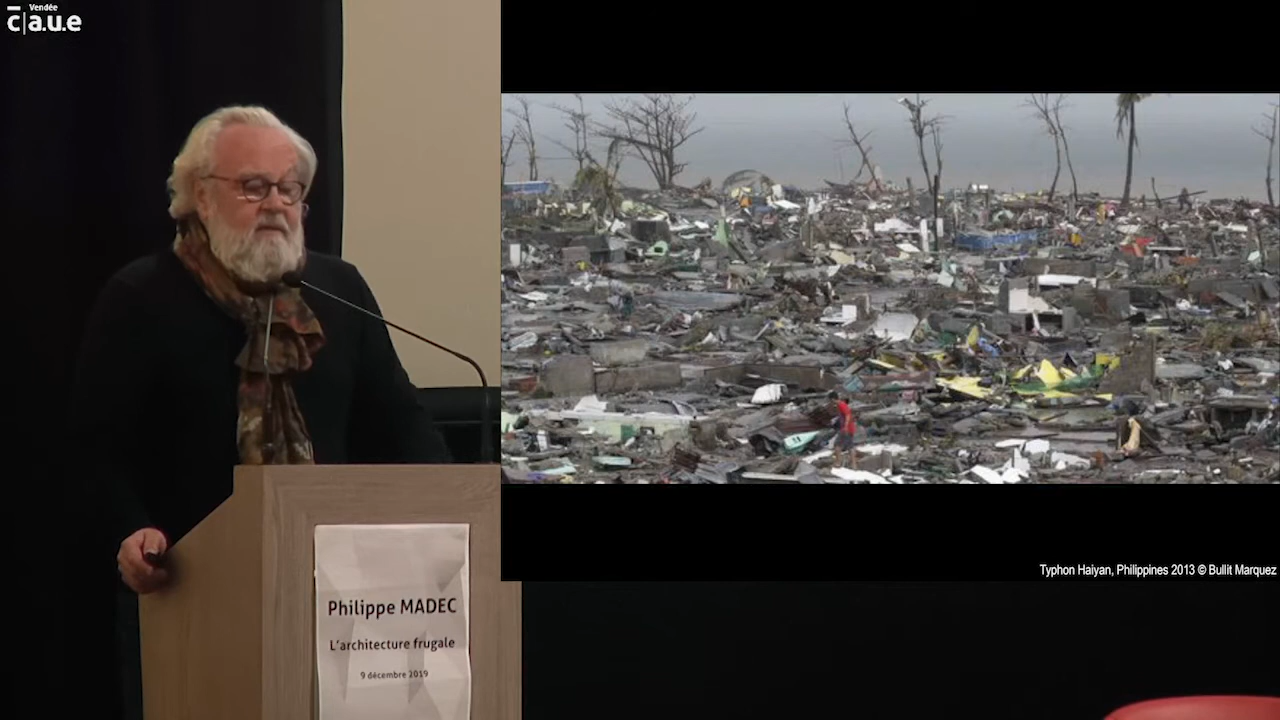 Vendée
c|a.u.e
Typhon Haiyan, Philippines 2013 © Bullit Marquez
Philippe MADEC
L'architecture frugale
9 décembre 2019